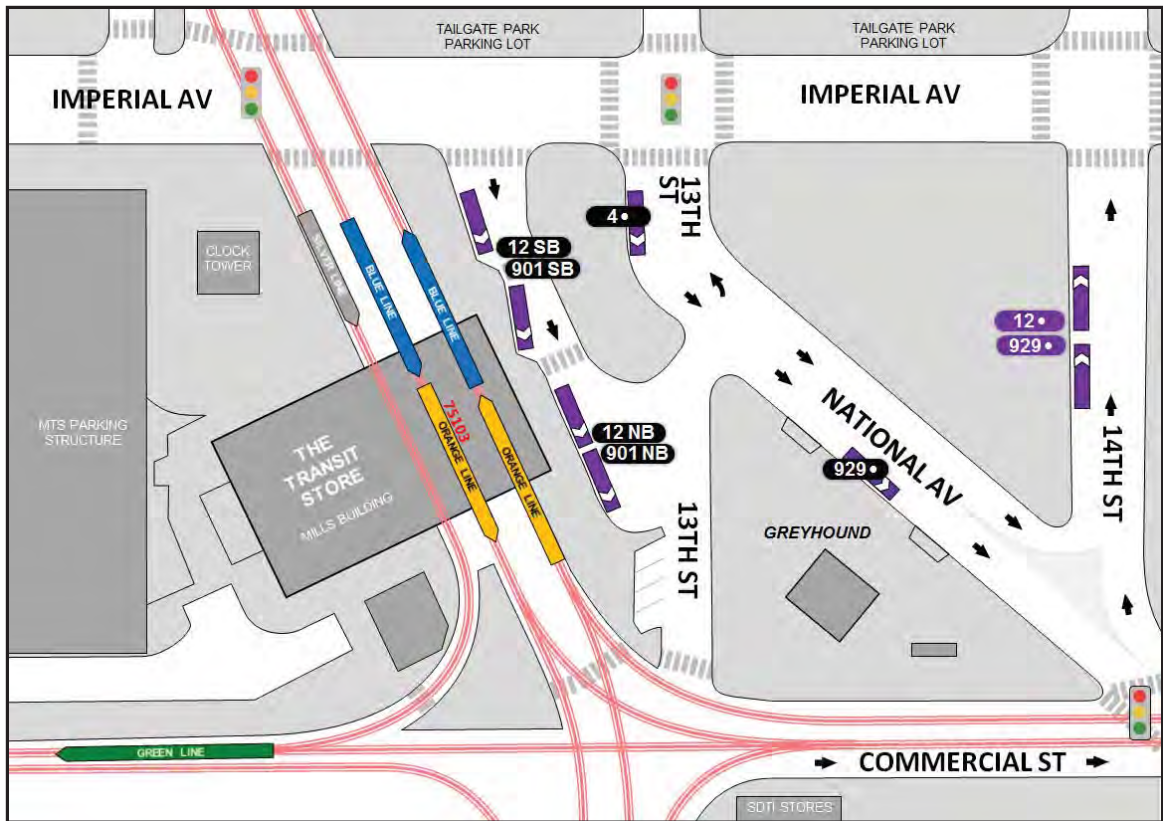 TAILGATE PARK
PARKING LOT
TAILGATE PARK
PARKING LOT
IMPERIAL AV
IMPERIAL AV
13TH
ST
4•
12 SB
901 SB
CLOCK
TOWER
SILVER LINE
BLUE LINE
BLUE LINE
12•
929•
MTS PARKING
STRUCTURE
75103
ORANGE LINE
ORANGE LINE
THE
TRANSIT
STORE
MILLS BUILDING
12 NB
901 NB
NATIONAL AV
929•
14TH ST
13TH ST
GREYHOUND
GREEN LINE
COMMERCIAL ST
SDTI STORES